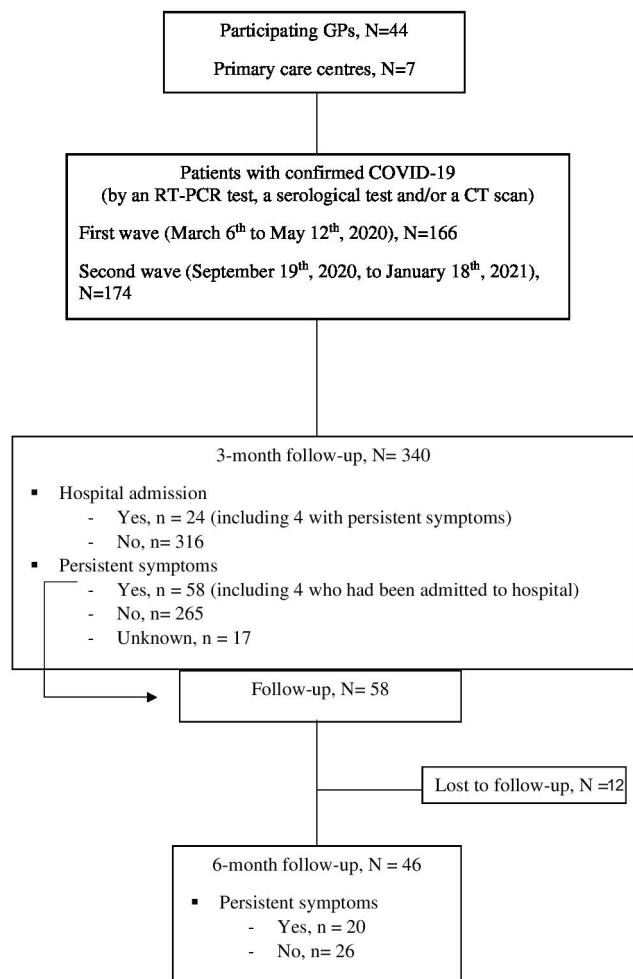 Participating GPs, N=44
Primary care centres, N=7
Patients with confirmed COVID-19
(by an RT-PCR test, a serological test and/or a CT scan)
First wave (March 6th to May 12th, 2020), N=166
Second wave (September 19th, 2020, to January 18th, 2021),
N=174
3-month follow-up, N= 340
▪ Hospital admission
- Yes, n = 24 (including 4 with persistent symptoms)
- No, n= 316
▪ Persistent symptoms
- Yes, n = 58 (including 4 who had been admitted to hospital)
- No, n= 265
- Unknown, n = 17
Follow-up, N= 58
Lost to follow-up, N =12
6-month follow-up, N = 46
▪ Persistent symptoms
- Yes, n = 20
- No, n= 26